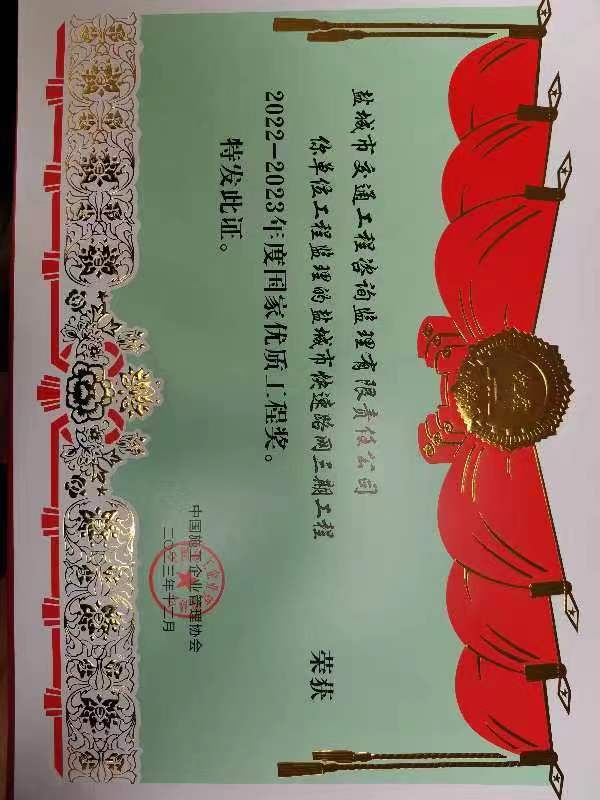 盐城市交通工程咨询监理有限责任公司
你单位工程监理的盐城市快速路网三期工程 荣获
2022-2023年度国家优质工程奖。
特发此证。
中国施工企业管理协会
二〇二三年十二月